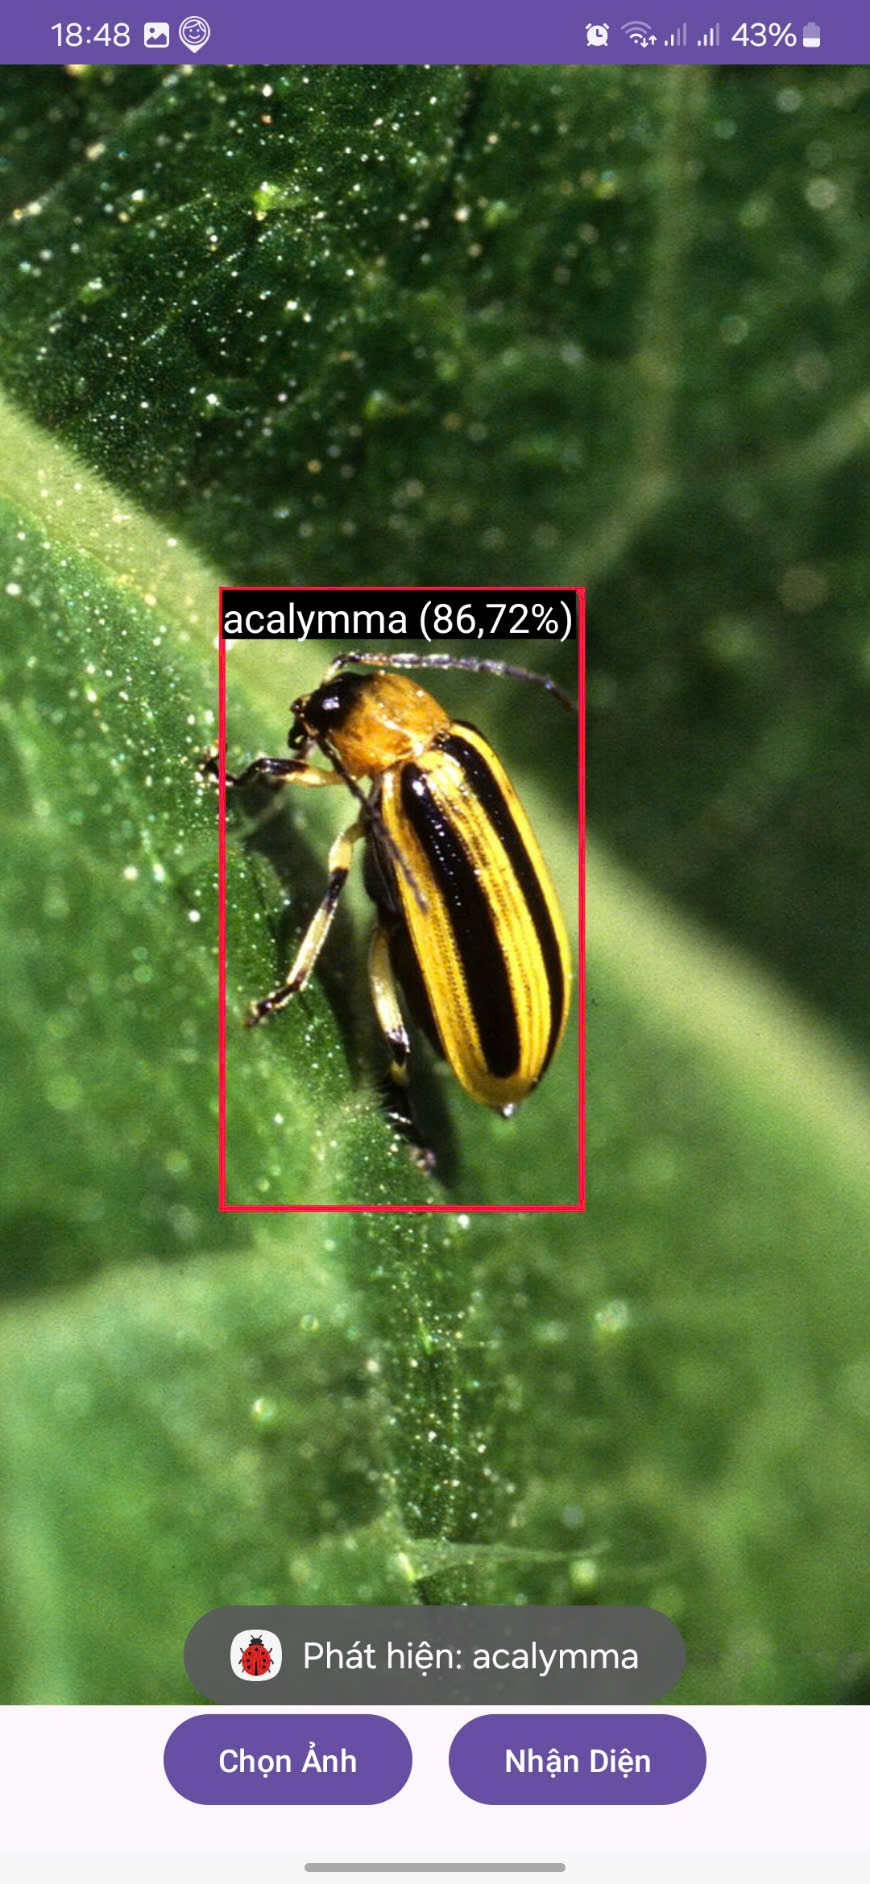 18:48 43%
acalymma (86,72%)
Phát hiện: acalymma
Chọn Ảnh Nhận Diện